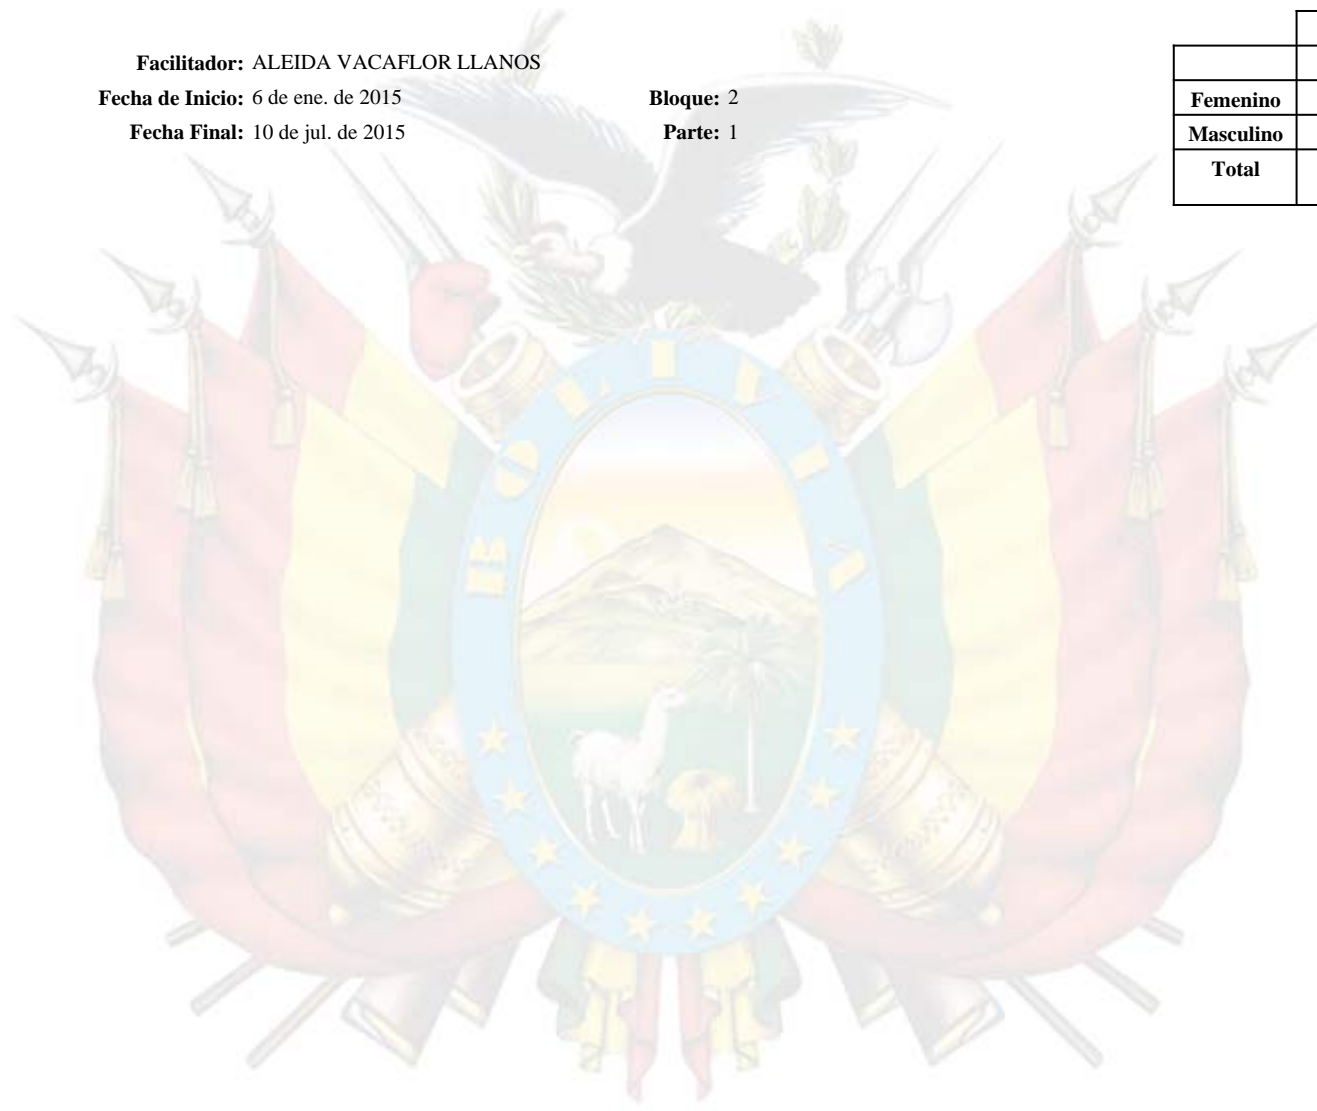 Facilitador: ALEIDA VACAFLOR LLANOS
Fecha de Inicio: 6 de ene. de 2015 Bloque: 2
Fecha Final: 10 de jul. de 2015 Parte: 1
Femenino
Masculino
Total
BOLIVIA